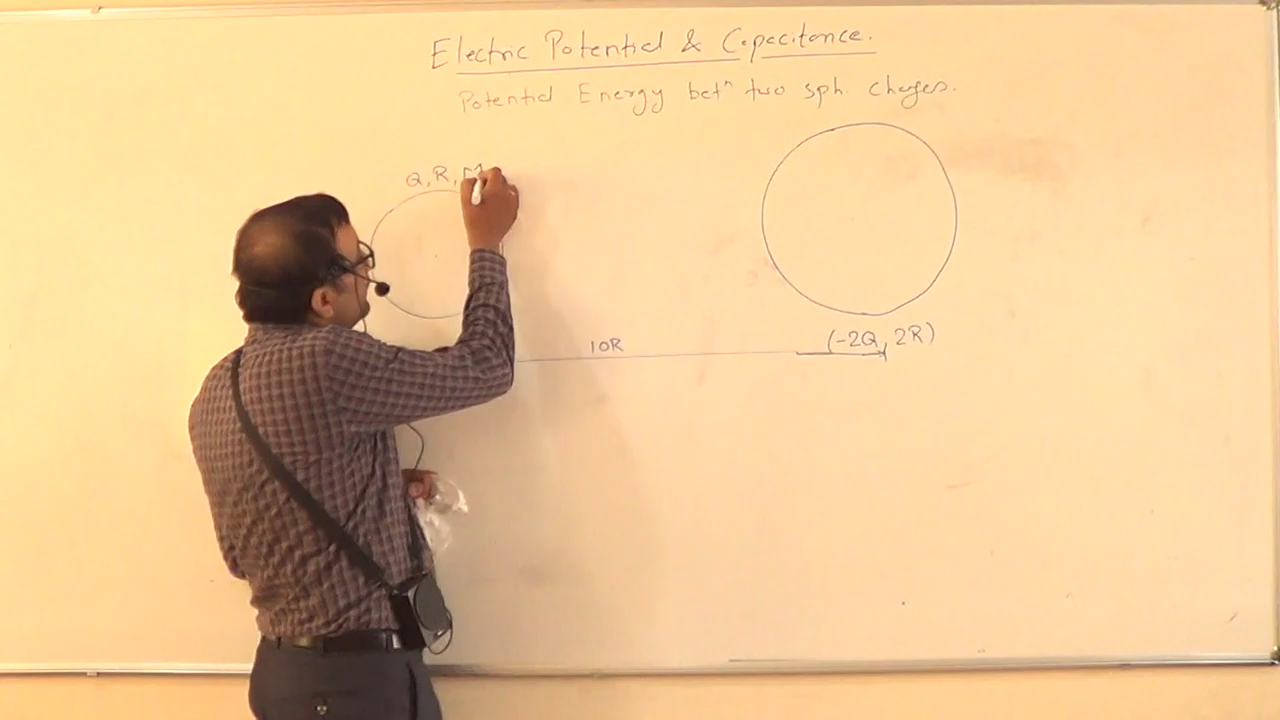 Electric Potential & Capacitance.
Potential Energy betⁿ two sph. charges.
Q, R,
10R
(-2Q, 2R)